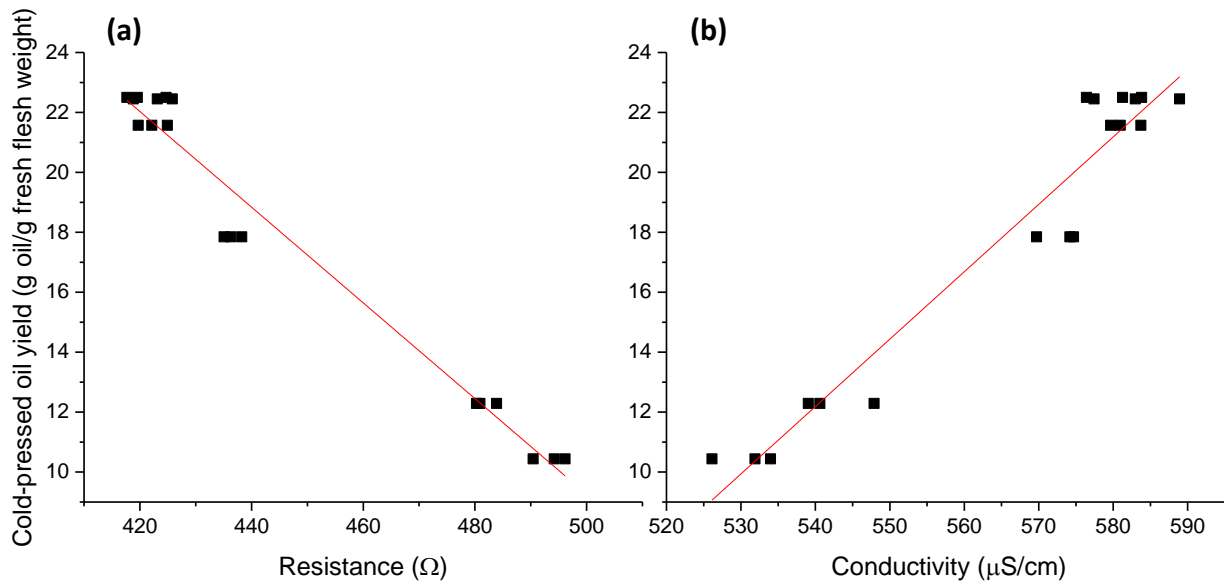 (a)
(b)
Cold-pressed oil yield (g oil/g fresh flesh weight)
24
22
20
18
16
14
12
10
420 440 460 480 500
Resistance (Ω)
24
22
20
18
16
14
12
10
520 530 540 550 560 570 580 590
Conductivity (μS/cm)